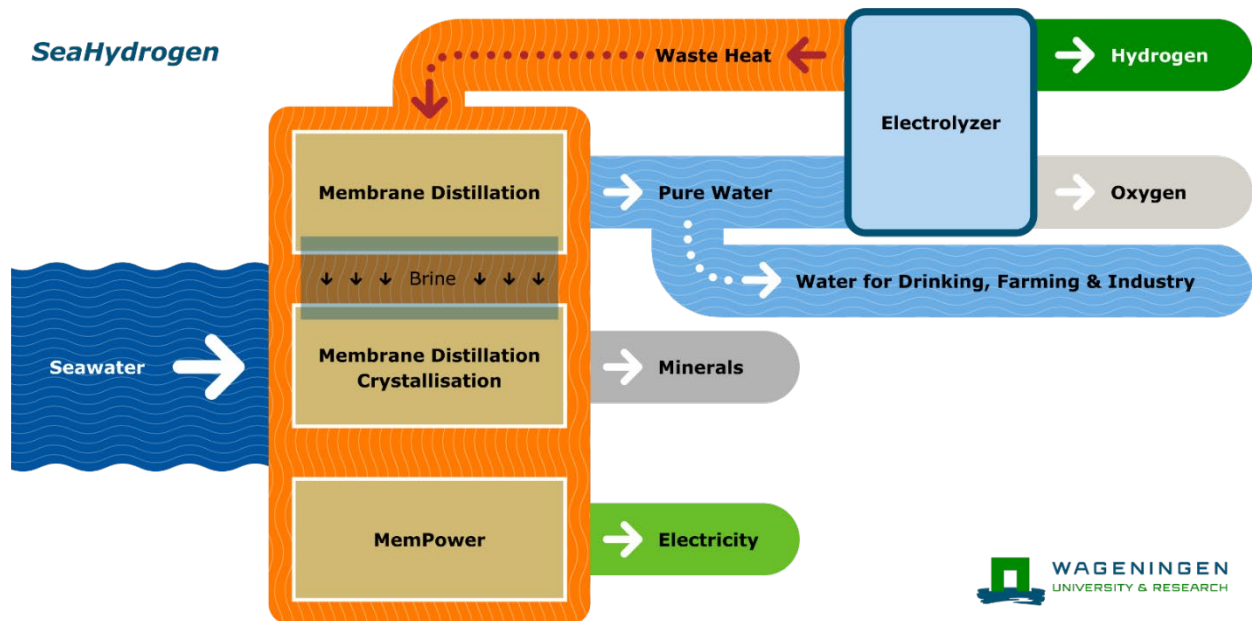 SeaHydrogen
Waste Heat
Hydrogen
Electrolyzer
Membrane Distillation
Pure Water
Oxygen
Brine
Water for Drinking, Farming & Industry
Seawater
Membrane Distillation
Crystallisation
Minerals
MemPower
Electricity
WAGENINGEN
UNIVERSITY & RESEARCH